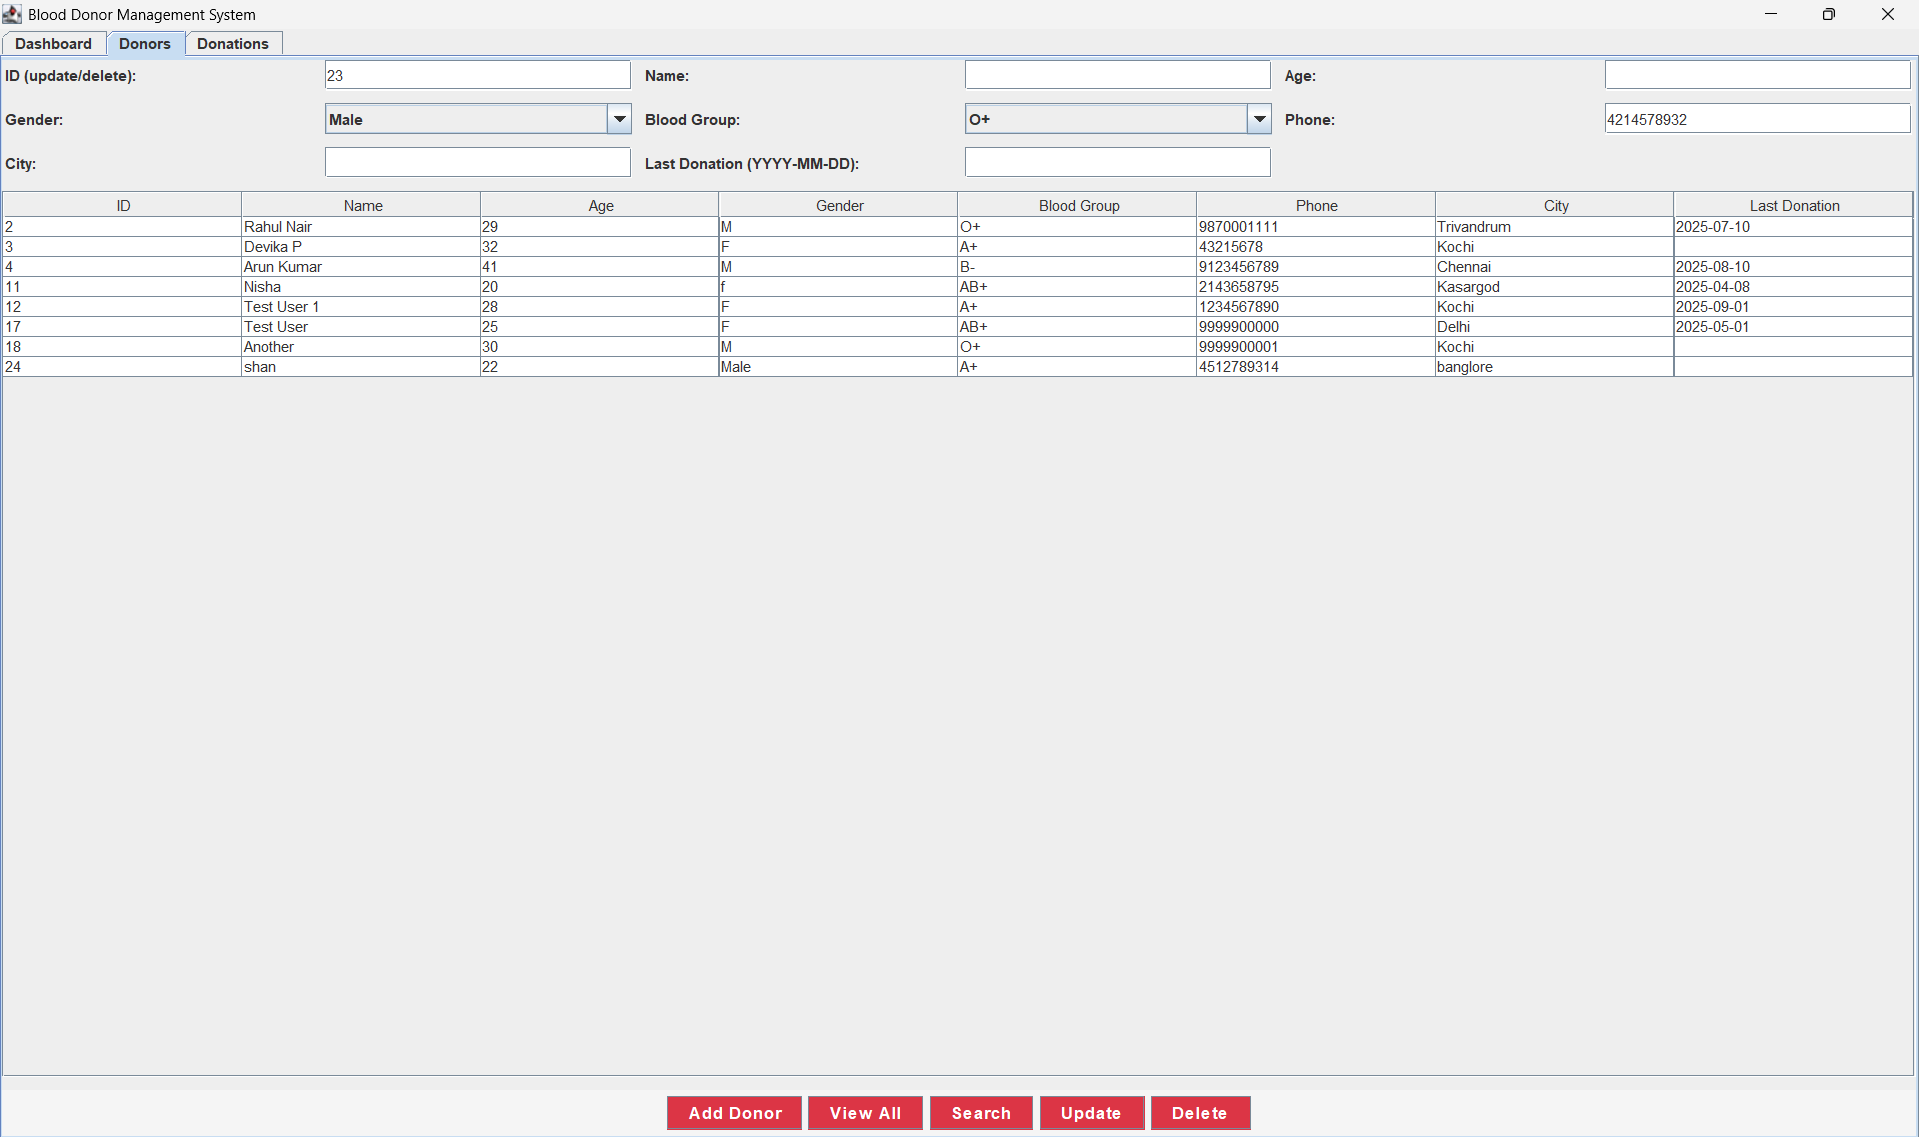 Blood Donor Management System
Dashboard Donors Donations
ID (update/delete): 23 Name: Age:
Gender: Male Blood Group: O+ Phone: 4214578932
City: Last Donation (YYYY-MM-DD):
ID Name Age Gender Blood Group Phone City Last Donation
2 Rahul Nair 29 M O+ 9870001111 Trivandrum 2025-07-10
3 Devika P 32 F A+ 43215678 Kochi
4 Arun Kumar 41 M B- 9123456789 Chennai 2025-08-10
11 Nisha 20 f AB+ 2143658795 Kasargod 2025-04-08
12 Test User 1 28 F A+ 1234567890 Kochi 2025-09-01
17 Test User 25 F AB+ 9999900000 Delhi 2025-05-01
18 Another 30 M O+ 9999900001 Kochi
24 shan 22 Male A+ 4512789314 banglore
Add Donor View All Search Update Delete